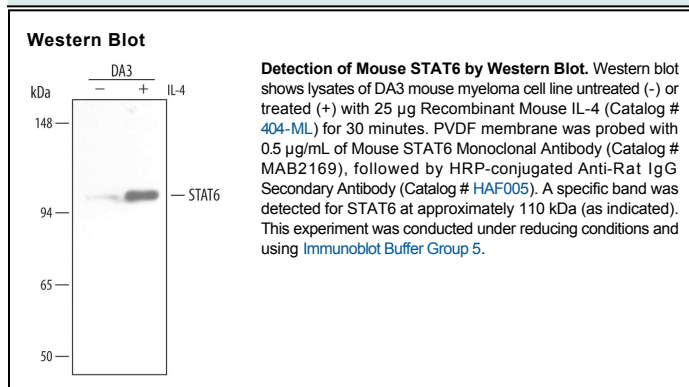 Western Blot
DA3
kDa − + IL-4
148
STAT6
94
65
50
Detection of Mouse STAT6 by Western Blot. Western blot
shows lysates of DA3 mouse myeloma cell line untreated (-) or
treated (+) with 25 µg Recombinant Mouse IL-4 (Catalog #
404-ML) for 30 minutes. PVDF membrane was probed with
0.5 µg/mL of Mouse STAT6 Monoclonal Antibody (Catalog #
MAB2169), followed by HRP-conjugated Anti-Rat IgG
Secondary Antibody (Catalog # HAF005). A specific band was
detected for STAT6 at approximately 110 kDa (as indicated).
This experiment was conducted under reducing conditions and
using Immunoblot Buffer Group 5.